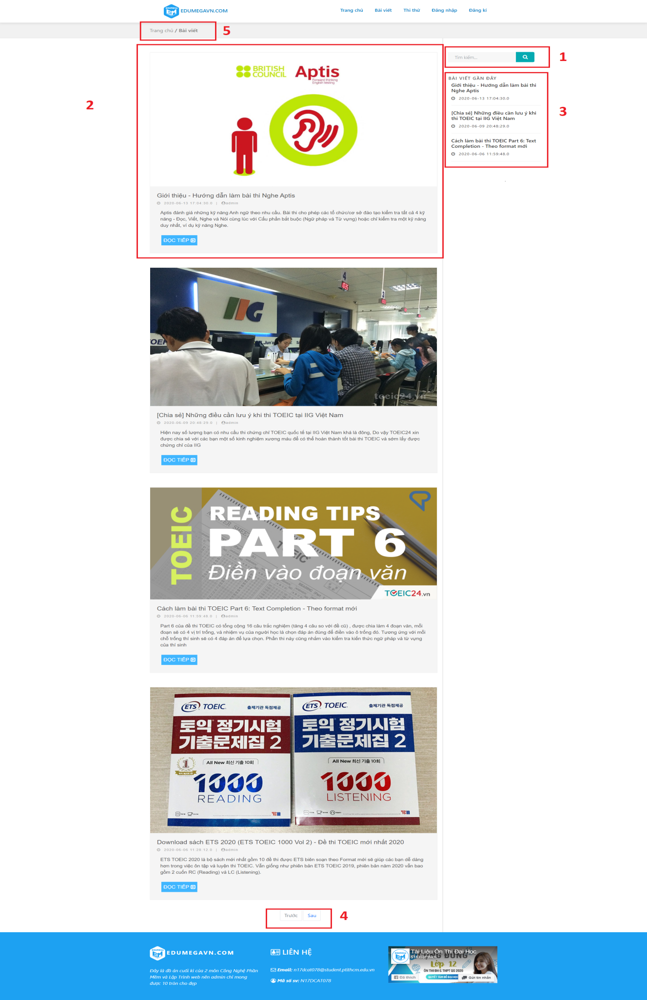 EDUMEGA
EM
EDUMEGAVN.COM
Trang chủ
Bài viết
Thi thử
Đăng nhập
Đăng kí
Trang chủ / Bài viết
5
Tìm kiếm...
1
2
BRITISH
COUNCIL
Aptis
Forward thinking
English testing
BÀI VIẾT GẦN ĐÂY
Giới thiệu - Hướng dẫn làm bài thi
Nghe Aptis
2020-06-13 17:04:30.0
[Chia sẻ] Những điều cần lưu ý khi
thi TOEIC tại IIG Việt Nam
2020-06-09 20:48:29.0
Cách làm bài thi TOEIC Part 6: Text
Completion - Theo format mới
2020-06-06 11:59:48.0
3
Giới thiệu - Hướng dẫn làm bài thi Nghe Aptis
2020-06-13 17:04:30.0 | admin
Aptis đánh giá những kỹ năng Anh ngữ theo nhu cầu. Bài thi cho phép các tổ chức/cơ sở đào tạo kiểm tra tất cả 4 kỹ
năng - Đọc, Viết, Nghe và Nói cùng lúc với Cấu phần bắt buộc (Ngữ pháp và Từ vựng) hoặc chỉ kiểm tra một kỹ năng
duy nhất, ví dụ kỹ năng Nghe.
ĐỌC TIẾP
IIG
1035
3
toeic24.vn
[Chia sẻ] Những điều cần lưu ý khi thi TOEIC tại IIG Việt Nam
2020-06-09 20:48:29.0 | admin
Hiện nay số lượng bạn có nhu cầu thi chứng chỉ TOEIC quốc tế tại IIG Việt Nam khá là đông, Do vậy TOEIC24 xin
được chia sẻ với các bạn một số kinh nghiệm xương máu để có thể hoàn thành tốt bài thi TOEIC và sớm lấy được
chứng chỉ của IIG
ĐỌC TIẾP
TOEIC
READING TIPS
PART 6
Điền vào đoạn văn
TOEIC
TOEIC24.vn
Cách làm bài thi TOEIC Part 6: Text Completion - Theo format mới
2020-06-06 11:59:48.0 | admin
Part 6 của đề thi TOEIC có tổng cộng 16 câu trắc nghiệm (tăng 4 câu so với đề cũ) , được chia làm 4 đoạn văn, mỗi
đoạn sẽ có 4 vị trí trống, và nhiệm vụ của người học là chọn đáp án đúng để điền vào ô trống đó. Tương ứng với mỗi
chỗ trống thí sinh sẽ có 4 đáp án để lựa chọn. Phần thi này cũng nhắm vào kiểm tra kiến thức ngữ pháp và từ vựng
của thí sinh
ĐỌC TIẾP
ETS TOEIC 출제기관 독점제공
토익 정기시험
기출문제집 2
All New 최신 기출 10회
1
1000
READING
YBM
ETS TOEIC 출제기관 독점제공
토익 정기시험
기출문제집 2
All New 최신 기출 10회
1000
LISTENING
YBM
Download sách ETS 2020 (ETS TOEIC 1000 Vol 2) - Đề thi TOEIC mới nhất 2020
2020-06-06 11:28:12.0 | admin
ETS TOEIC 2020 là bộ sách mới nhất gồm 10 đề thi được ETS biên soạn theo Format mới sẽ giúp các bạn dễ dàng
hơn trong việc ôn tập và luyện thi TOEIC. Vẫn giống như phiên bản ETS TOEIC 2019, phiên bản năm 2020 vẫn bao
gồm 2 cuốn RC (Reading) và LC (Listening).
ĐỌC TIẾP
Trước
Sau
4
EDUMEGA
EM
EDUMEGAVN.COM
Đây là đồ án cuối kì của 2 môn Công Nghệ Phần
Mềm và Lập Trình web nên admin chỉ mong
được 10 tròn cho đẹp
LIÊN HỆ
Email: n17dcat078@student.ptithcm.edu.vn
Mã số sv: N17DCAT078
EDUMEGA
EM
Tài Liệu Ôn Thi Đại Học
514 lượt thích
Lớp 12
ÔN THI ĐH & THPT QG 2020
QUYẾT TÂM ĐỖ ĐẠI HỌC
Đã thích
Gửi tin nhắn